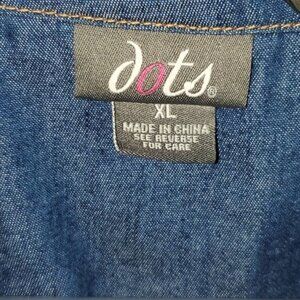 dots®
XL
MADE IN CHINA
SEE REVERSE
FOR CARE